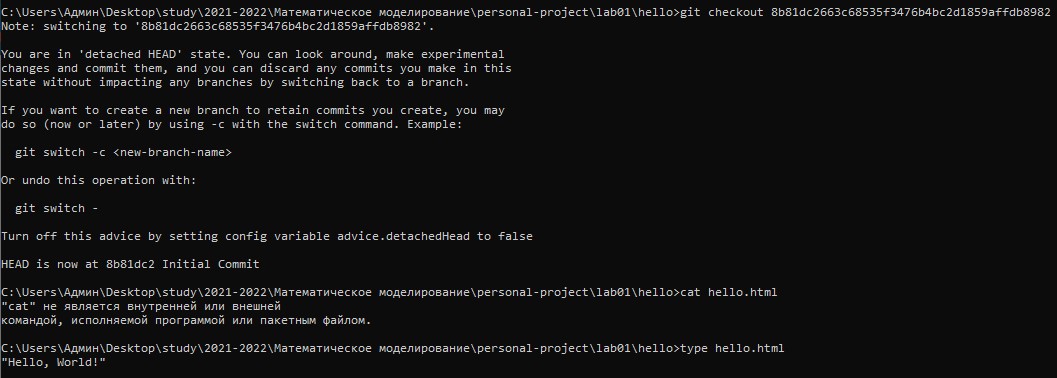 C:\Users\Админ\Desktop\study\2021-2022\Математическое моделирование\personal-project\lab01\hello>git checkout 8b81dc2663c68535f3476b4bc2d1859affdb8982
Note: switching to '8b81dc2663c68535f3476b4bc2d1859affdb8982'.
You are in 'detached HEAD' state. You can look around, make experimental
changes and commit them, and you can discard any commits you make in this
state without impacting any branches by switching back to a branch.
If you want to create a new branch to retain commits you create, you may
do so (now or later) by using -c with the switch command. Example:
git switch -c <new-branch-name>
Or undo this operation with:
git switch -
Turn off this advice by setting config variable advice.detachedHead to false
HEAD is now at 8b81dc2 Initial Commit
C:\Users\Админ\Desktop\study\2021-2022\Математическое моделирование\personal-project\lab01\hello>cat hello.html
"cat" не является внутренней или внешней
командой, исполняемой программой или пакетным файлом.
C:\Users\Админ\Desktop\study\2021-2022\Математическое моделирование\personal-project\lab01\hello>type hello.html
"Hello, World!"